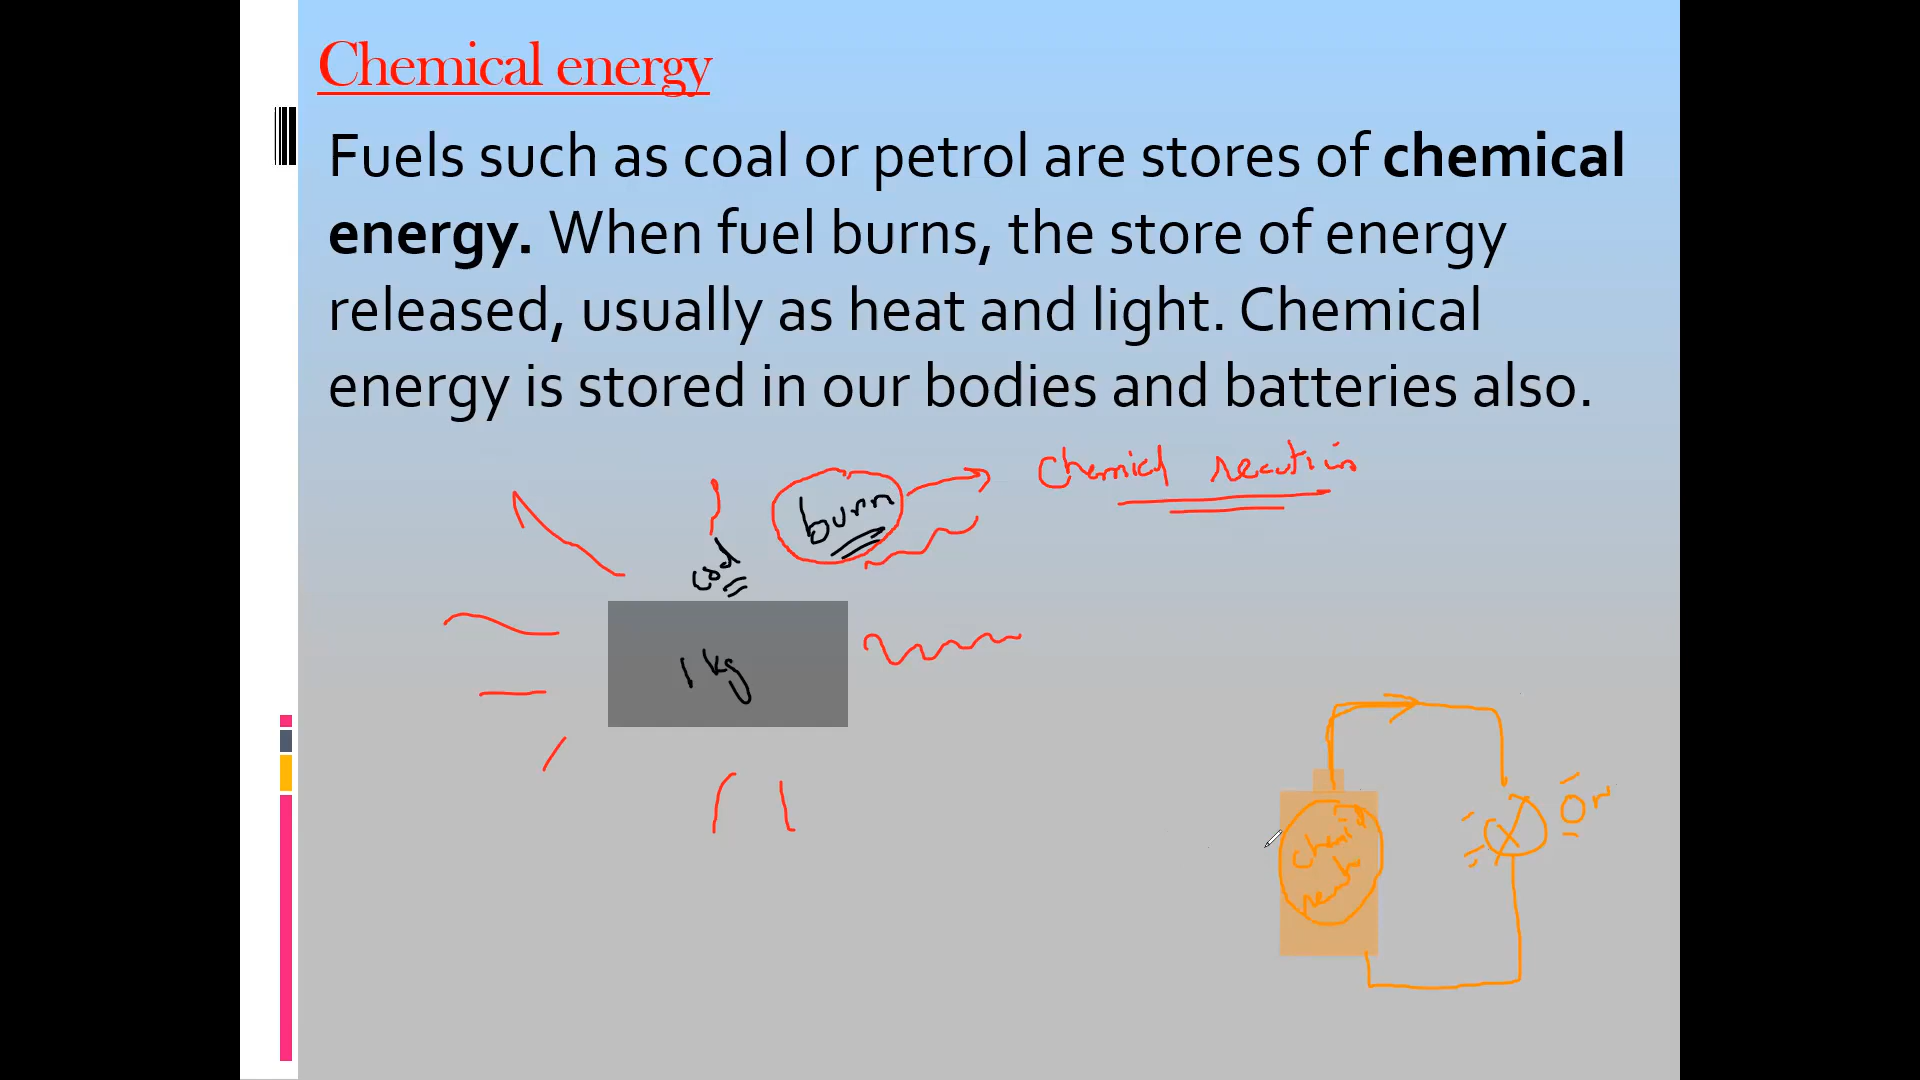 Chemical energy
Fuels such as coal or petrol are stores of chemical
energy. When fuel burns, the store of energy
released, usually as heat and light. Chemical
energy is stored in our bodies and batteries also.
burn
Chemical reaction
coal
1 kg
On